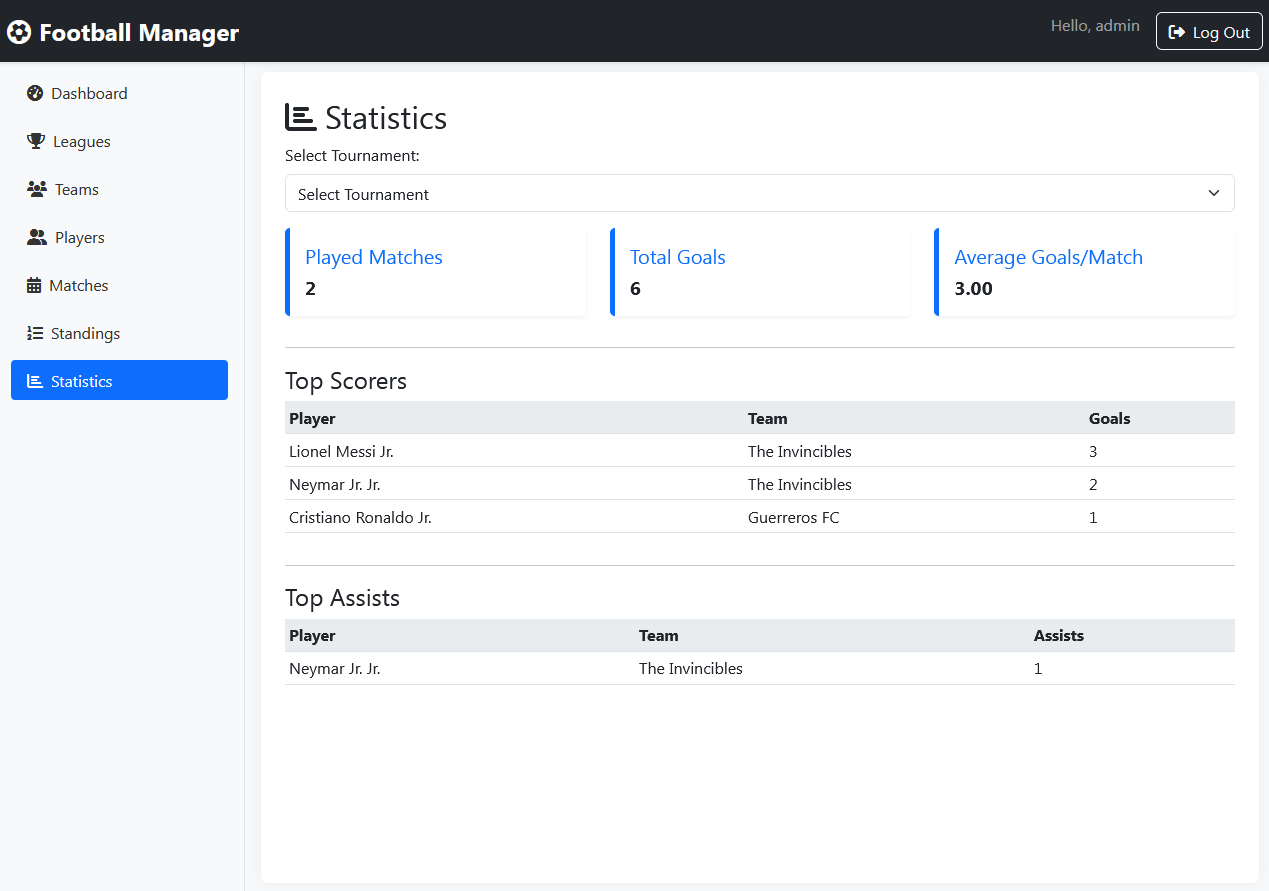 Football Manager
Hello, admin
Log Out
Dashboard
Leagues
Teams
Players
Matches
Standings
Statistics
Statistics
Select Tournament:
Select Tournament
Played Matches
2
Total Goals
6
Average Goals/Match
3.00
Top Scorers
Player Team Goals
Lionel Messi Jr. The Invincibles 3
Neymar Jr. Jr. The Invincibles 2
Cristiano Ronaldo Jr. Guerreros FC 1
Top Assists
Player Team Assists
Neymar Jr. Jr. The Invincibles 1